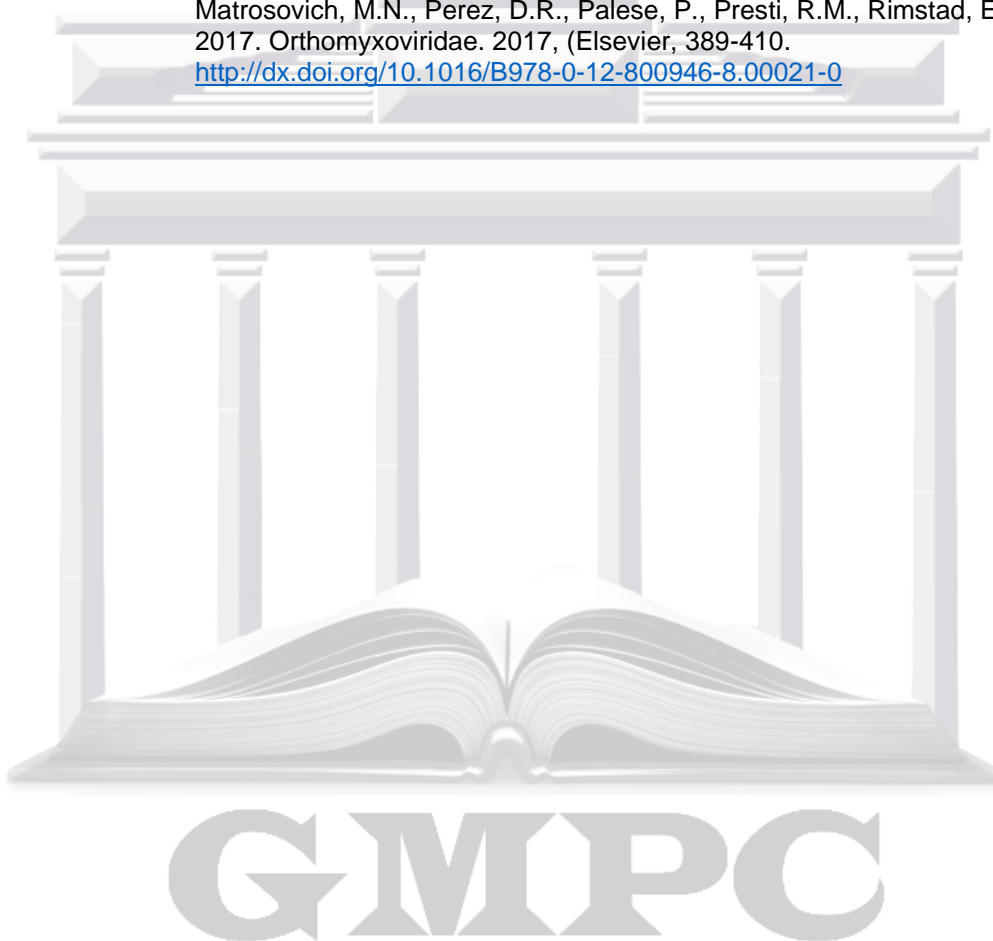 Matrosovich, M.N., Perez, D.R., Palese, P., Presti, R.M., Rimstad, E
2017. Orthomyxoviridae. 2017, (Elsevier, 389-410.
http://dx.doi.org/10.1016/B978-0-12-800946-8.00021-0
GMPC